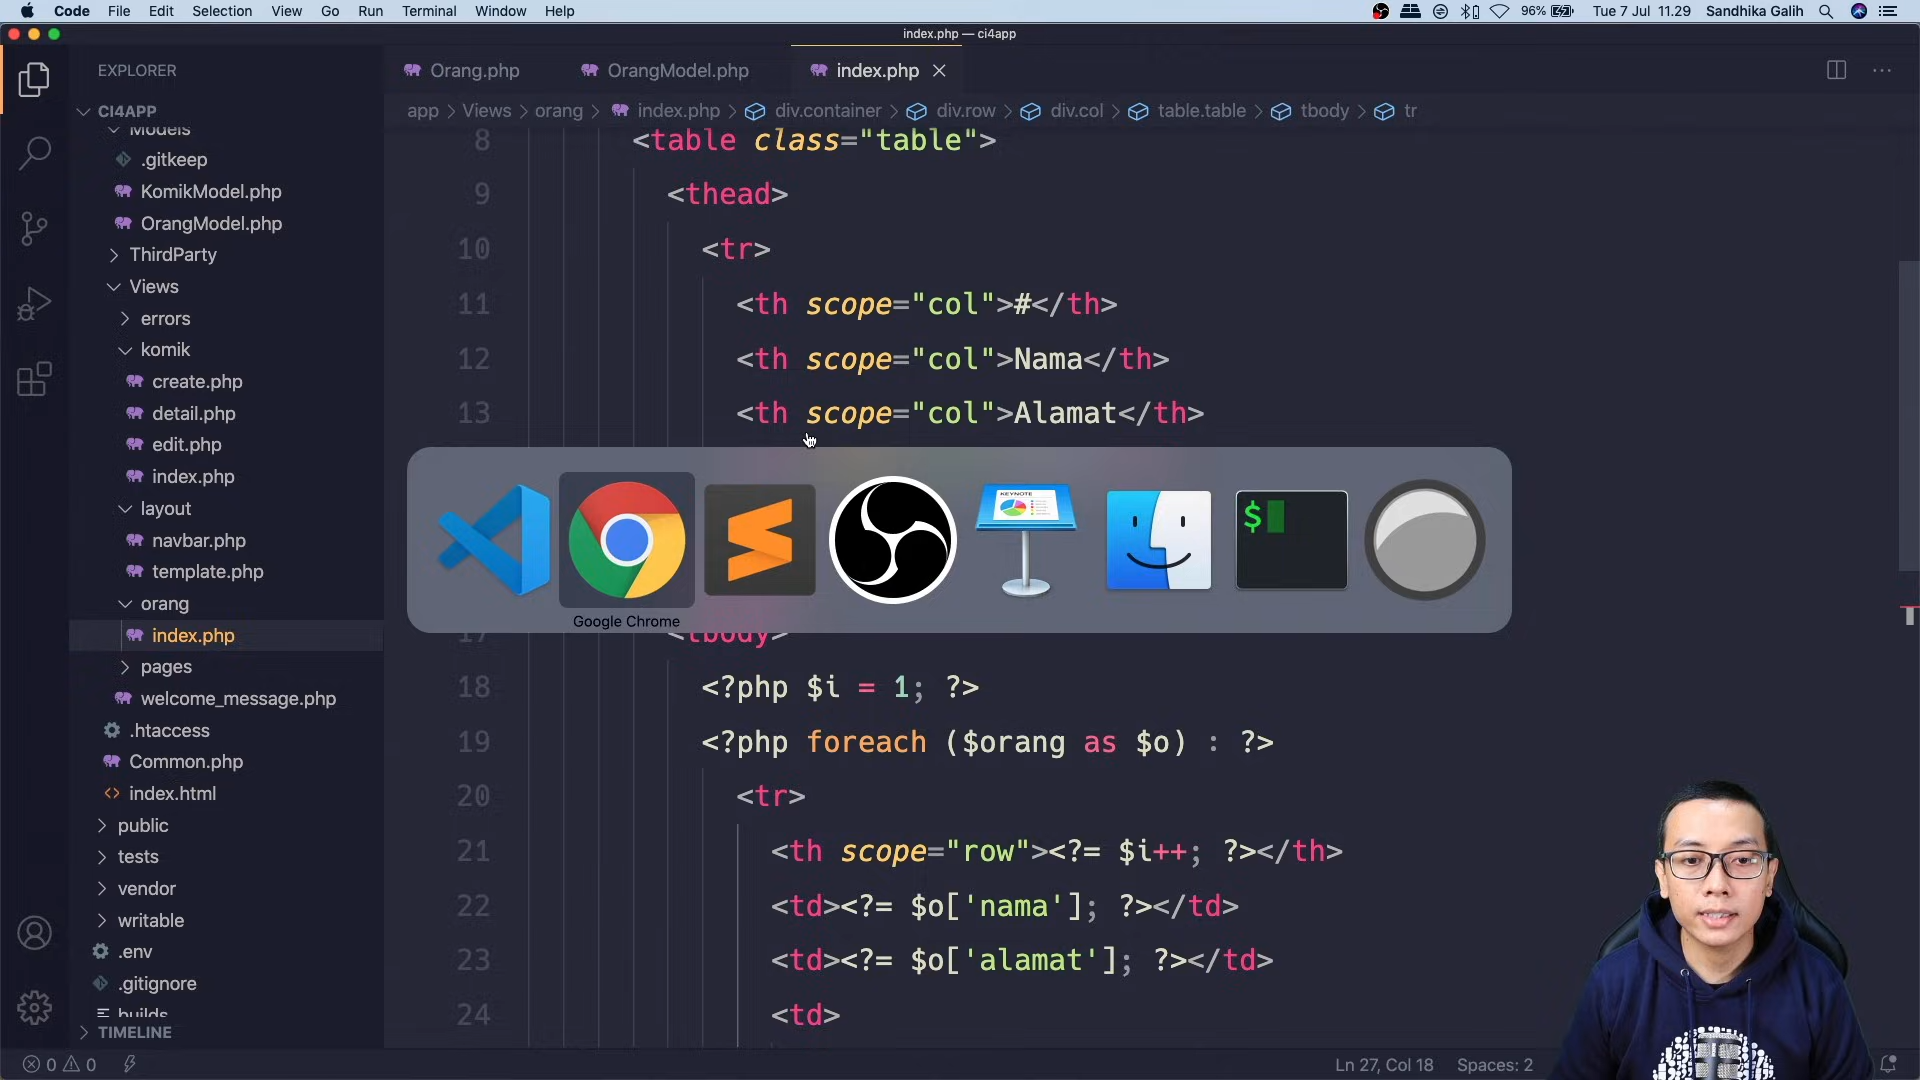 Code File Edit Selection View Go Run Terminal Window Help 96% Tue 7 Jul 11.29 Sandhika Galih
index.php — ci4app
EXPLORER
Orang.php OrangModel.php index.php
CI4APP
app > Views > orang > index.php > div.container > div.row > div.col > table.table > tbody > tr
Models
.gitkeep
KomikModel.php
OrangModel.php
ThirdParty
Views
errors
komik
create.php
detail.php
edit.php
index.php
layout
navbar.php
template.php
orang
index.php
pages
welcome_message.php
.htaccess
Common.php
index.html
public
tests
vendor
writable
.env
.gitignore
builds
TIMELINE
8 <table class="table">
9 <thead>
10 <tr>
11 <th scope="col">#</th>
12 <th scope="col">Nama</th>
13 <th scope="col">Alamat</th>
KEYNOTE
$
Google Chrome
17 <tbody>
18 <?php $i = 1; ?>
19 <?php foreach ($orang as $o) : ?>
20 <tr>
21 <th scope="row"><?= $i++; ?></th>
22 <td><?= $o['nama']; ?></td>
23 <td><?= $o['alamat']; ?></td>
24 <td>
0 0 Ln 27, Col 18 Spaces: 2